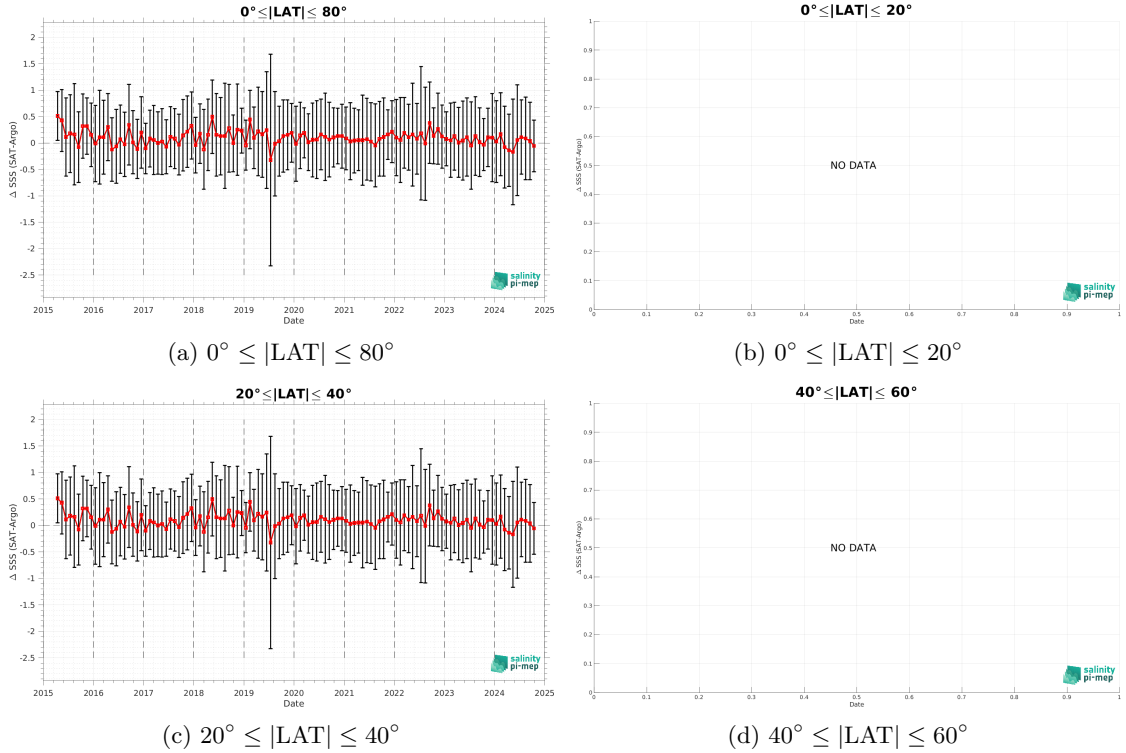 0°≤|LAT|≤ 80°
2
1.5
1
0.5
0
-0.5
-1
-1.5
-2
-2.5
Δ SSS (SAT-Argo)
2015 2016 2017 2018 2019 2020 2021 2022 2023 2024 2025
Date
salinity
pi-mep
(a) 0° ≤ |LAT| ≤ 80°
0°≤|LAT|≤ 20°
1
0.9
0.8
0.7
0.6
0.5
0.4
0.3
0.2
0.1
0
Δ SSS (SAT-Argo)
NO DATA
0 0.1 0.2 0.3 0.4 0.5 0.6 0.7 0.8 0.9 1
Date
salinity
pi-mep
(b) 0° ≤ |LAT| ≤ 20°
20°≤|LAT|≤ 40°
2
1.5
1
0.5
0
-0.5
-1
-1.5
-2
-2.5
Δ SSS (SAT-Argo)
2015 2016 2017 2018 2019 2020 2021 2022 2023 2024 2025
Date
salinity
pi-mep
(c) 20° ≤ |LAT| ≤ 40°
40°≤|LAT|≤ 60°
1
0.9
0.8
0.7
0.6
0.5
0.4
0.3
0.2
0.1
0
Δ SSS (SAT-Argo)
NO DATA
0 0.1 0.2 0.3 0.4 0.5 0.6 0.7 0.8 0.9 1
Date
salinity
pi-mep
(d) 40° ≤ |LAT| ≤ 60°